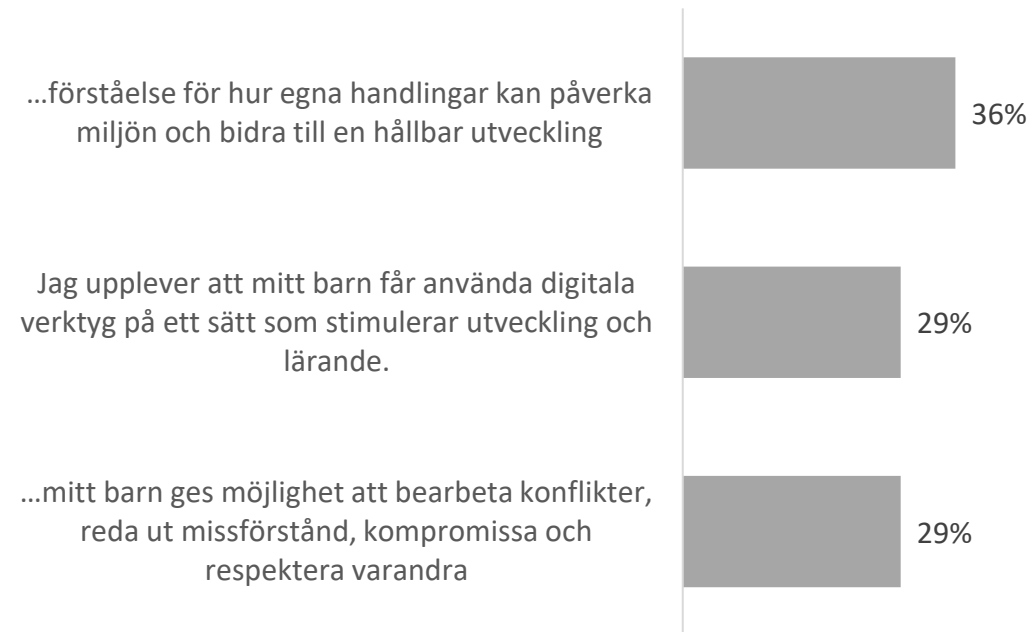 …förståelse för hur egna handlingar kan påverka
miljön och bidra till en hållbar utveckling
36%
Jag upplever att mitt barn får använda digitala
verktyg på ett sätt som stimulerar utveckling och
lärande.
29%
…mitt barn ges möjlighet att bearbeta konflikter,
reda ut missförstånd, kompromissa och
respektera varandra
29%